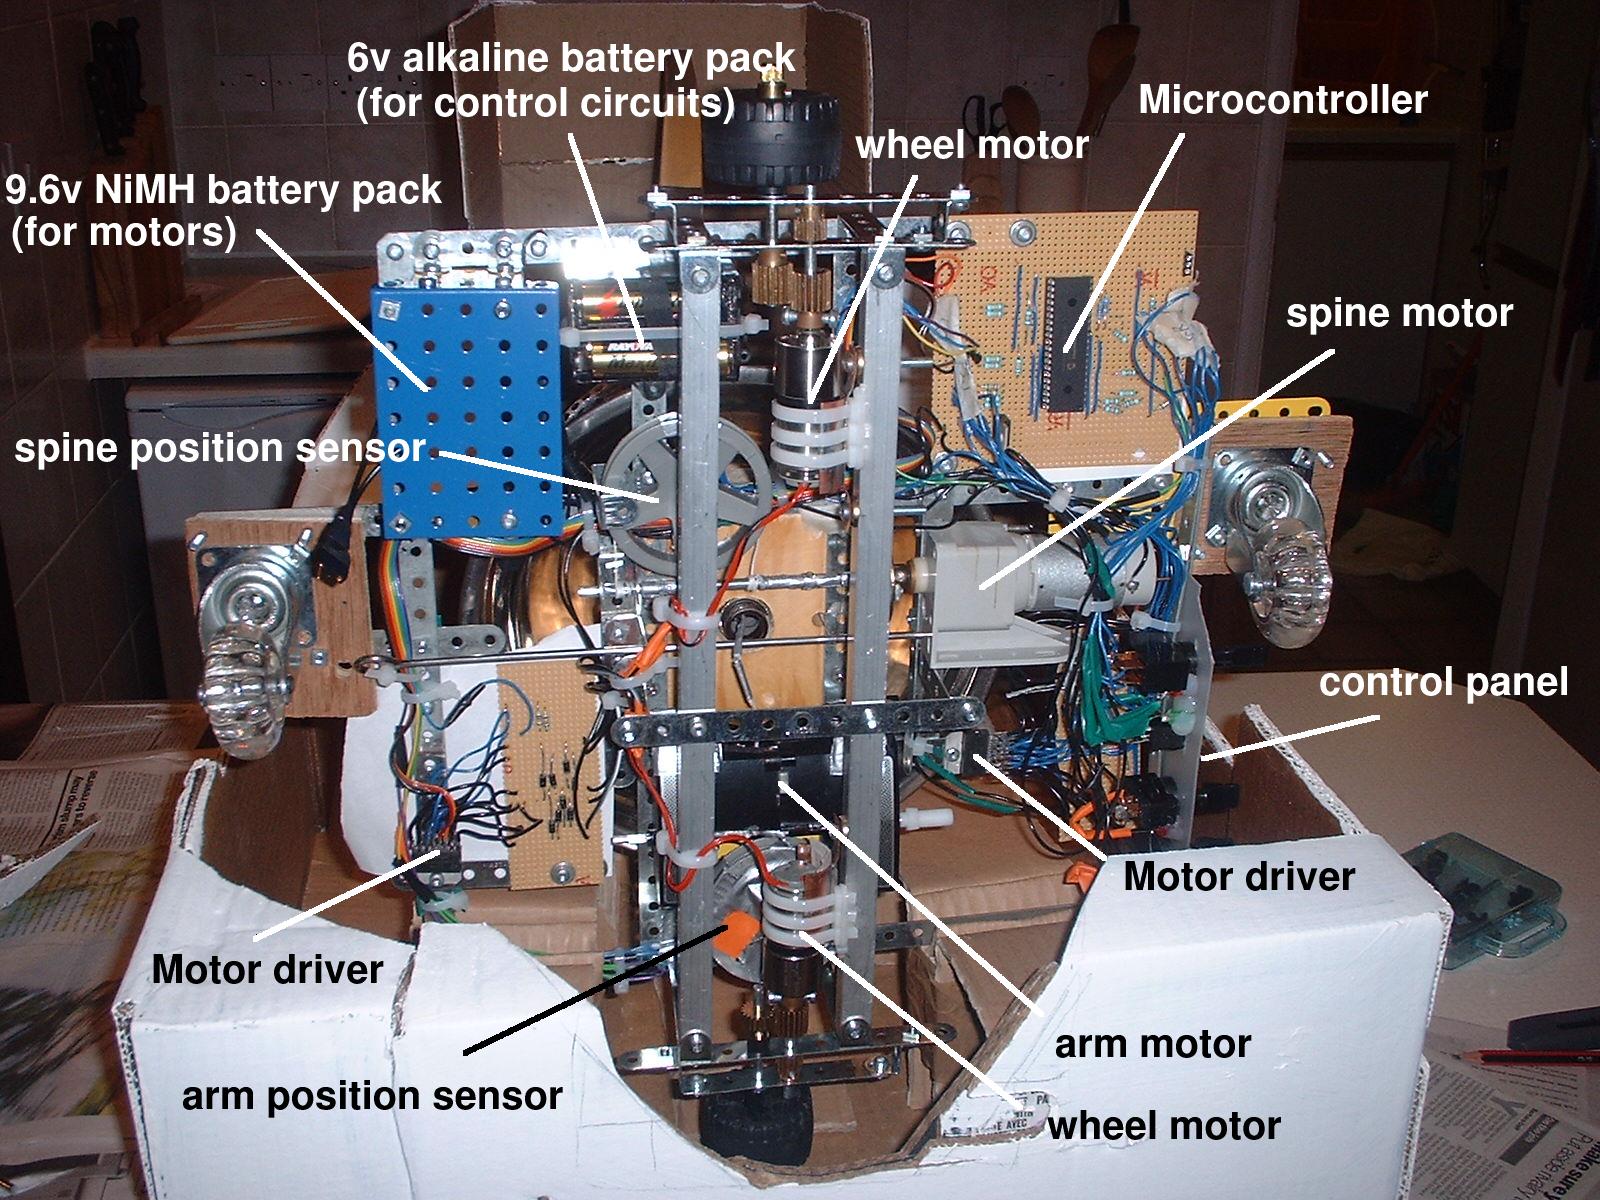 6v alkaline battery pack
(for control circuits)
Microcontroller
wheel motor
9.6v NiMH battery pack
(for motors)
spine motor
spine position sensor
control panel
Motor driver
Motor driver
arm motor
arm position sensor
wheel motor